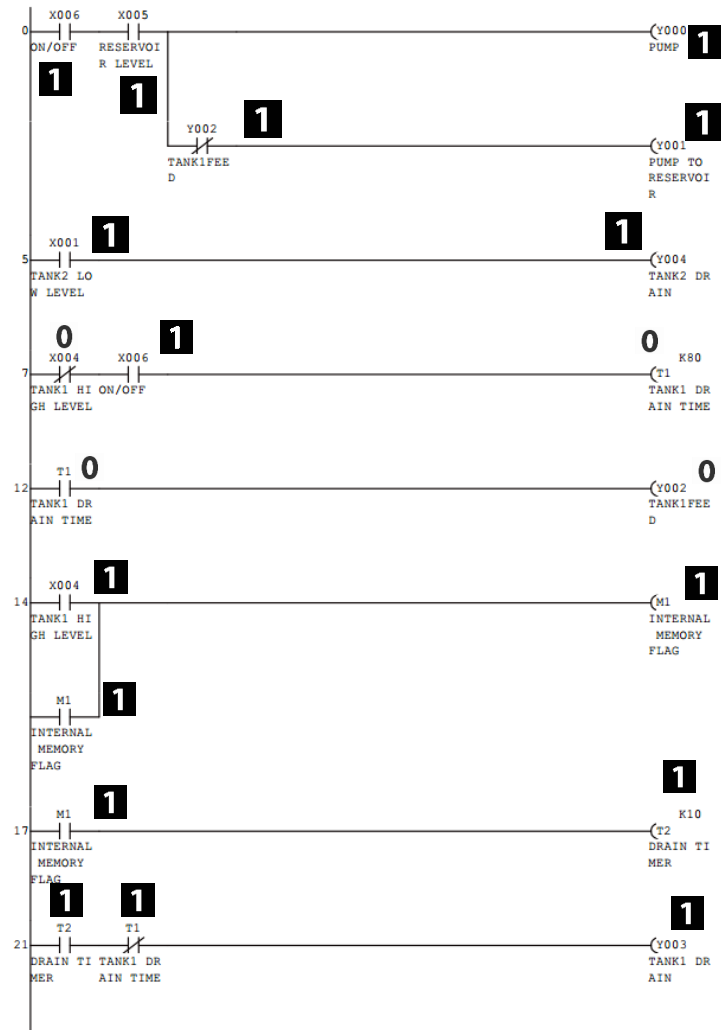 X006 X005
0 (Y000 1
ON/OFF RESERVOI PUMP
R LEVEL
1 1
Y002 1 1
(Y001
TANK1FEE PUMP TO
D RESERVOI
R
X001 1 1
5 (Y004
TANK2 LO TANK2 DR
W LEVEL AIN
0 1 0
X004 X006 K80
7 (T1
TANK1 HI ON/OFF TANK1 DR
GH LEVEL AIN TIME
T1 0 0
12 (Y002
TANK1 DR TANK1FEE
AIN TIME D
X004 1 1
14 (M1
TANK1 HI INTERNAL
GH LEVEL MEMORY
FLAG
M1 1
INTERNAL
MEMORY
FLAG
1
M1 1 K10
17 (T2
INTERNAL DRAIN TI
MEMORY MER
FLAG
1 1 1
T2 T1
21 (Y003
DRAIN TI TANK1 DR TANK1 DR
MER AIN TIME AIN